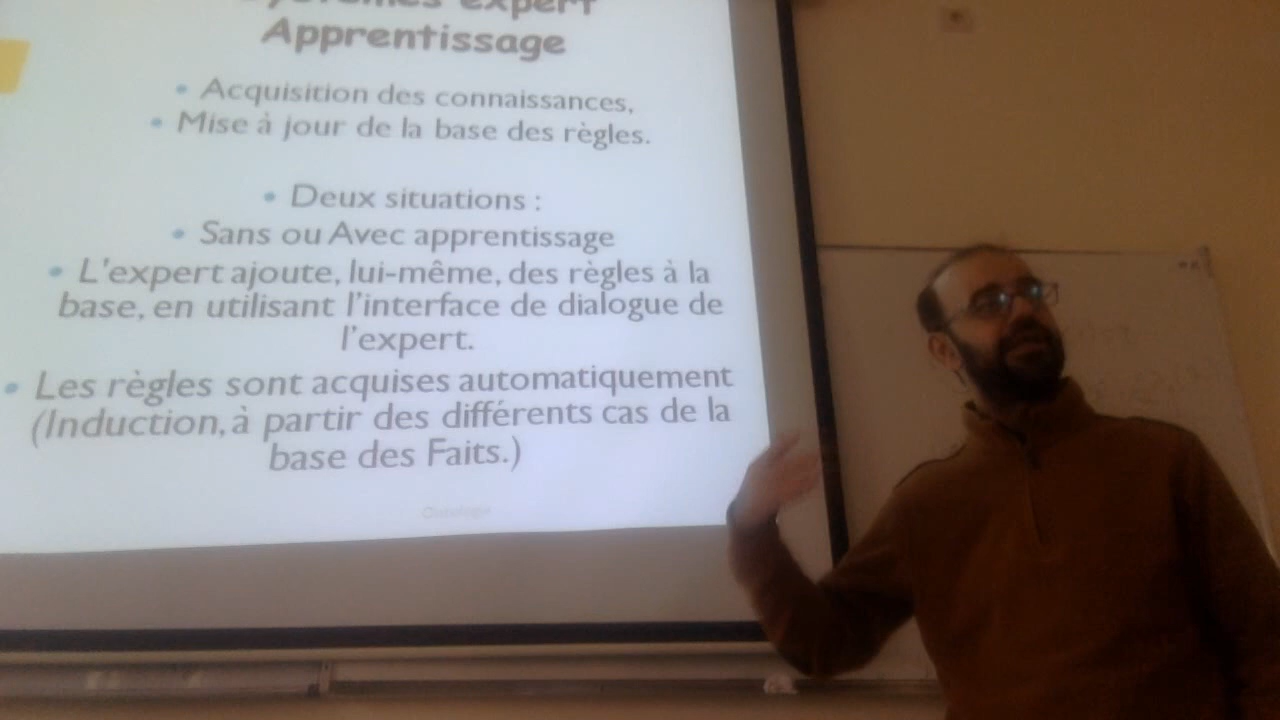 Systèmes expert
Apprentissage
• Acquisition des connaissances,
• Mise à jour de la base des règles.
• Deux situations :
• Sans ou Avec apprentissage
• L'expert ajoute, lui-même, des règles à la
base, en utilisant l'interface de dialogue de
l'expert.
• Les règles sont acquises automatiquement
(Induction, à partir des différents cas de la
base des Faits.)